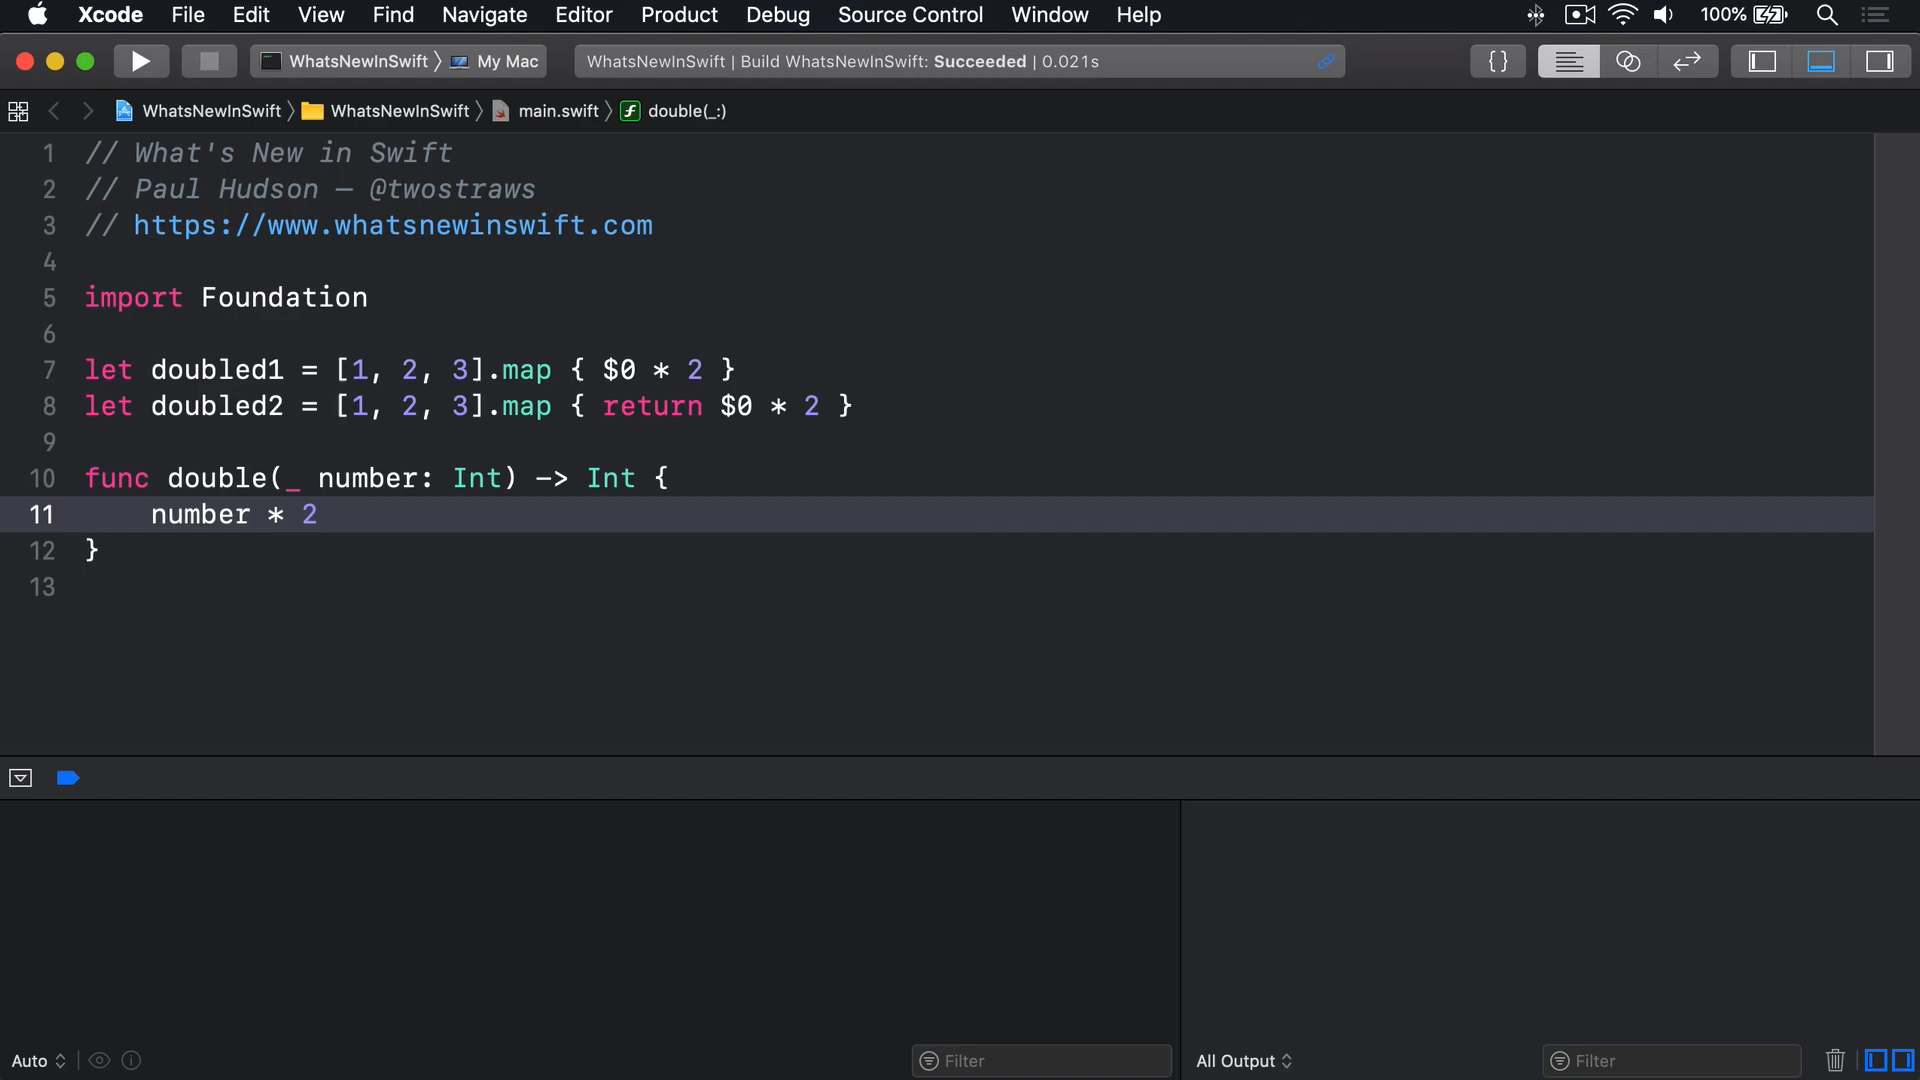 Xcode File Edit View Find Navigate Editor Product Debug Source Control Window Help 100%
WhatsNewInSwift 〉 My Mac WhatsNewInSwift | Build WhatsNewInSwift: Succeeded | 0.021s {}
WhatsNewInSwift 〉 WhatsNewInSwift 〉 main.swift 〉 f double(_:)
1 // What's New in Swift
2 // Paul Hudson – @twostraws
3 // https://www.whatsnewinswift.com
4
5 import Foundation
6
7 let doubled1 = [1, 2, 3].map { $0 * 2 }
8 let doubled2 = [1, 2, 3].map { return $0 * 2 }
9
10 func double(_ number: Int) -> Int {
11 number * 2
12 }
13
Auto Filter All Output Filter